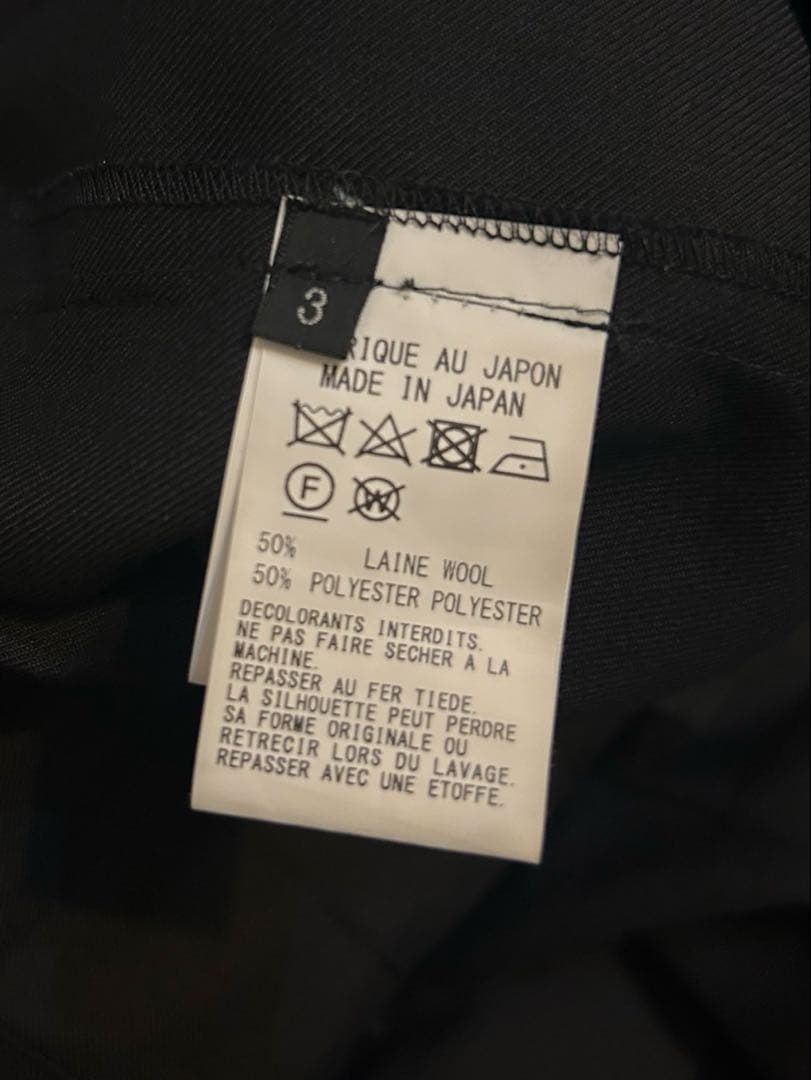 3
RIQUE AU JAPON
MADE IN JAPAN
F
W
50% LAINE WOOL
50% POLYESTER POLYESTER
DECOLORANTS INTERDITS.
NE PAS FAIRE SECHER A LA
MACHINE.
REPASSER AU FER TIEDE.
LA SILHOUETTE PEUT PERDRE
SA FORME ORIGINALE OU
RETRECIR LORS DU LAVAGE.
REPASSER AVEC UNE ETOFFE.